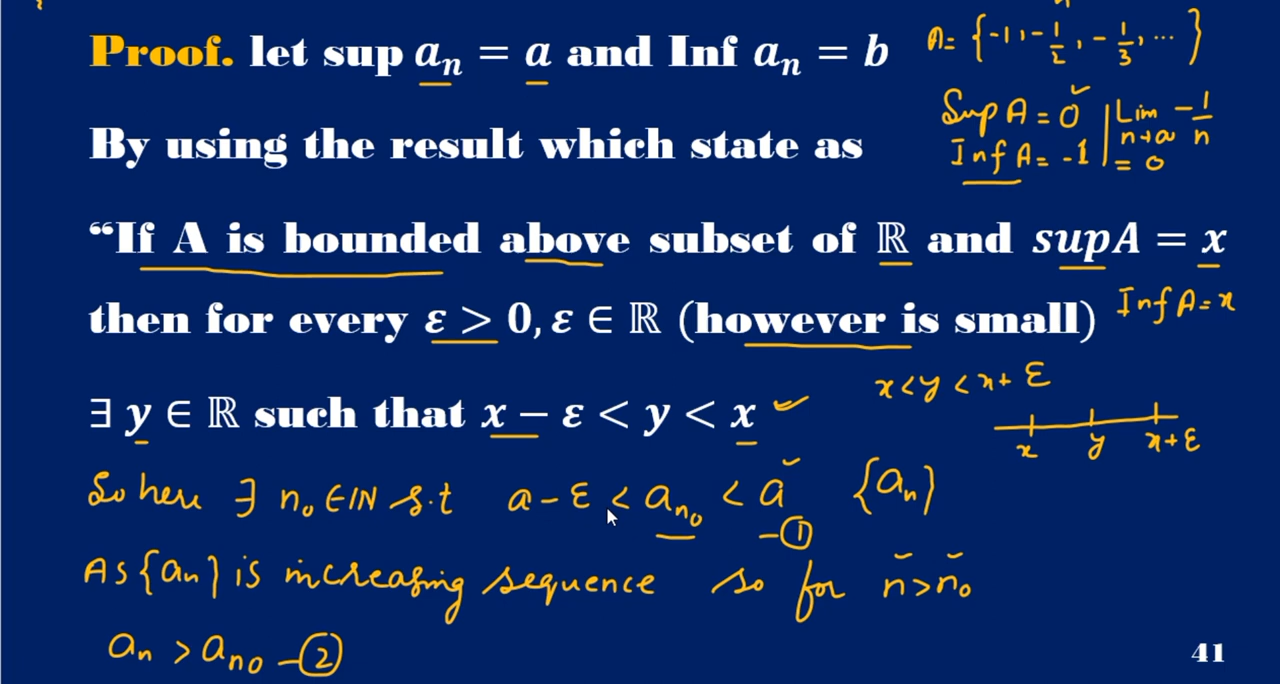 Proof. let sup aₙ = a and Inf aₙ = b
A = {-1, -1/2, -1/3, ...}
Sup A = 0
Inf A = -1
Lim n→∞ -1/n
= 0
By using the result which state as
“If A is bounded above subset of ℝ and supA = x
Inf A = x
then for every ε > 0, ε ∈ ℝ (however is small)
x < y < x + ε
x y x + ε
∃ y ∈ ℝ such that x − ε < y < x
So here ∃ n₀ ∈ IN s.t a − ε < aₙ₀ < a {aₙ}
-①
As {aₙ} is increasing sequence so for n > n₀
aₙ > aₙ₀ -②
41